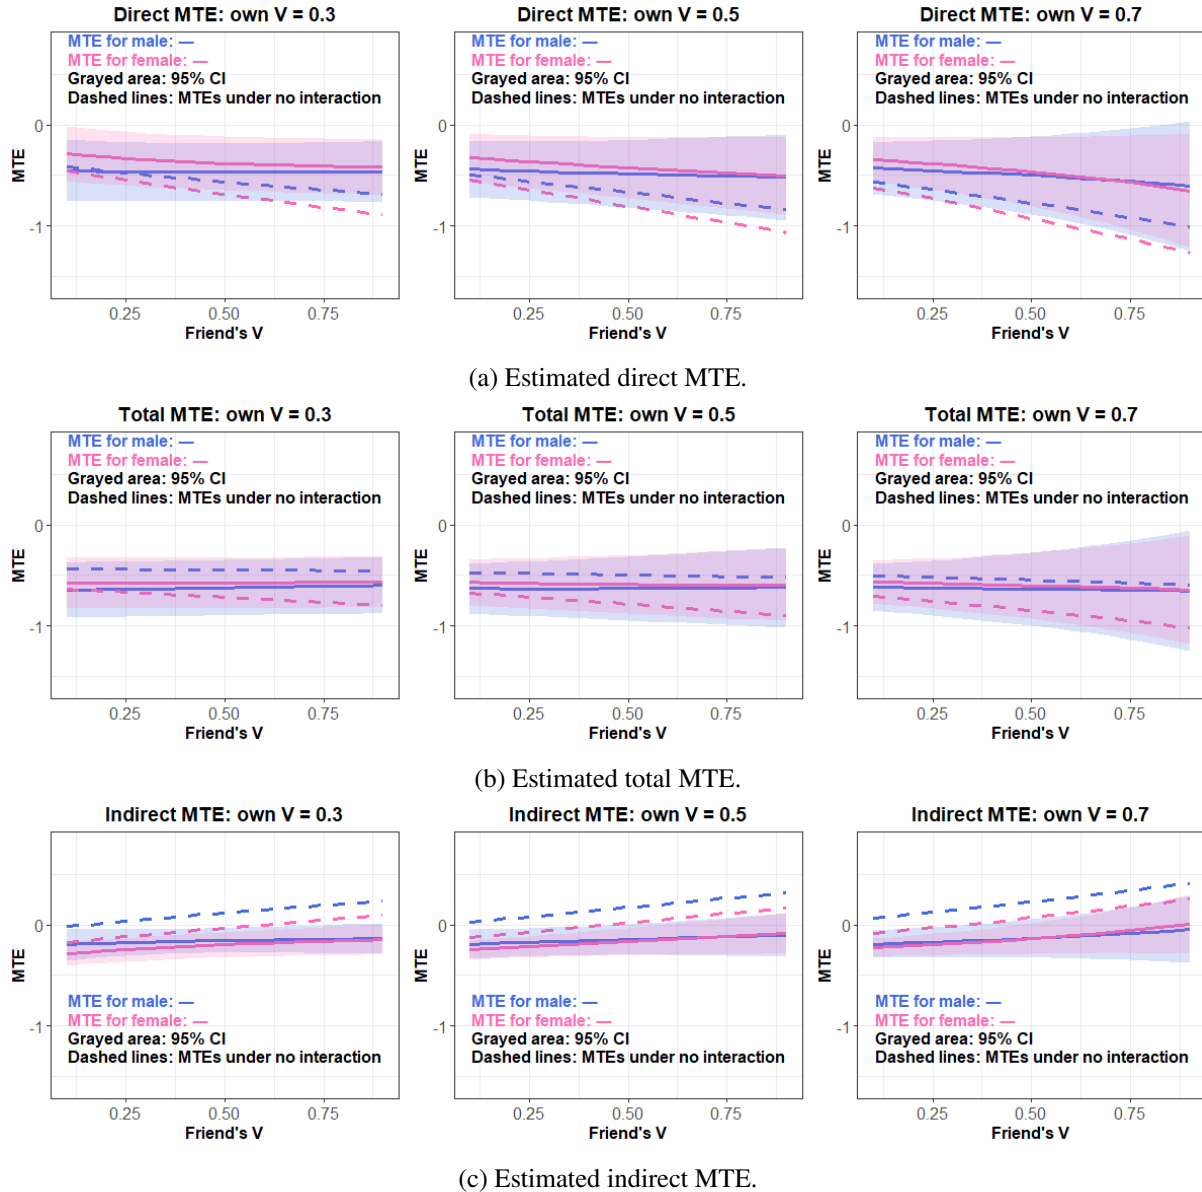 Direct MTE: own V = 0.3
MTE for male: —
MTE for female: —
Grayed area: 95% CI
Dashed lines: MTEs under no interaction
0
-1
MTE
0.25 0.50 0.75
Friend's V
Direct MTE: own V = 0.5
MTE for male: —
MTE for female: —
Grayed area: 95% CI
Dashed lines: MTEs under no interaction
0
-1
MTE
0.25 0.50 0.75
Friend's V
Direct MTE: own V = 0.7
MTE for male: —
MTE for female: —
Grayed area: 95% CI
Dashed lines: MTEs under no interaction
0
-1
MTE
0.25 0.50 0.75
Friend's V
(a) Estimated direct MTE.
Total MTE: own V = 0.3
MTE for male: —
MTE for female: —
Grayed area: 95% CI
Dashed lines: MTEs under no interaction
0
-1
MTE
0.25 0.50 0.75
Friend's V
Total MTE: own V = 0.5
MTE for male: —
MTE for female: —
Grayed area: 95% CI
Dashed lines: MTEs under no interaction
0
-1
MTE
0.25 0.50 0.75
Friend's V
Total MTE: own V = 0.7
MTE for male: —
MTE for female: —
Grayed area: 95% CI
Dashed lines: MTEs under no interaction
0
-1
MTE
0.25 0.50 0.75
Friend's V
(b) Estimated total MTE.
Indirect MTE: own V = 0.3
0
MTE
MTE for male: —
MTE for female: —
-1
Grayed area: 95% CI
Dashed lines: MTEs under no interaction
0.25 0.50 0.75
Friend's V
Indirect MTE: own V = 0.5
0
MTE
MTE for male: —
MTE for female: —
-1
Grayed area: 95% CI
Dashed lines: MTEs under no interaction
0.25 0.50 0.75
Friend's V
Indirect MTE: own V = 0.7
0
MTE
MTE for male: —
MTE for female: —
-1
Grayed area: 95% CI
Dashed lines: MTEs under no interaction
0.25 0.50 0.75
Friend's V
(c) Estimated indirect MTE.